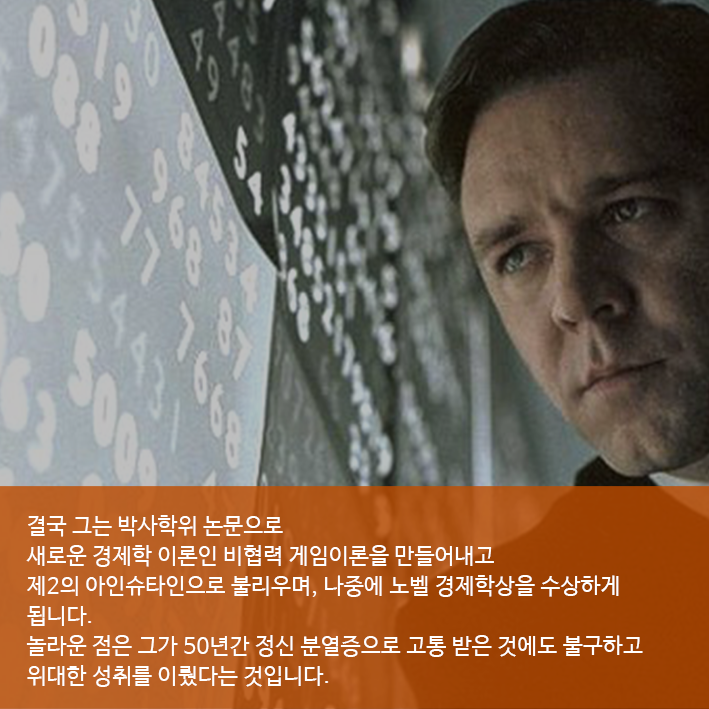 결국 그는 박사학위 논문으로
새로운 경제학 이론인 비협력 게임이론을 만들어내고
제2의 아인슈타인으로 불리우며, 나중에 노벨 경제학상을 수상하게
됩니다.
놀라운 점은 그가 50년간 정신 분열증으로 고통 받은 것에도 불구하고
위대한 성취를 이뤘다는 것입니다.